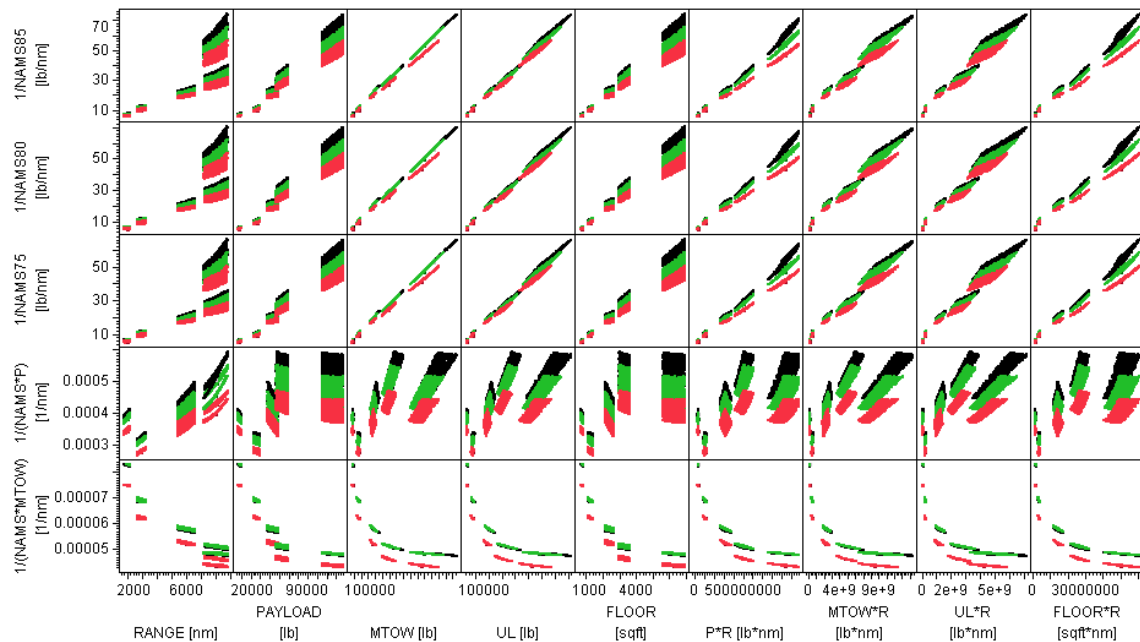 1/NAMS85
[lb/nm]
70
50
30
10
1/NAMS80
[lb/nm]
50
30
10
1/NAMS75
[lb/nm]
50
30
10
1/(NAMS*P)
[1/nm]
0.0005
0.0004
0.0003
1/(NAMS*MTOW)
[1/nm]
0.00007
0.00006
0.00005
2000 6000 20000 100000 100000 1000 4000 0 500000000 0 4e+9 9e+9 0 2e+9 5e+9 0 30000000
PAYLOAD FLOOR MTOW*R UL*R FLOOR*R
RANGE [nm] [lb] MTOW [lb] UL [lb] [sqft] P*R [lb*nm] [lb*nm] [lb*nm] [sqft*nm]